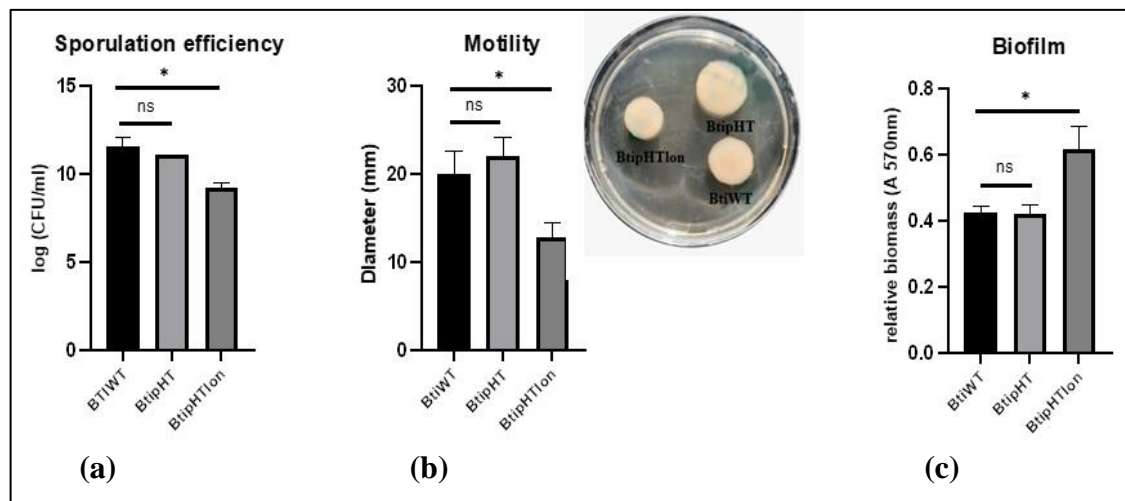 Sporulation efficiency
*
ns
15
10
5
0
log (CFU/ml)
BTIWT
BtipHT
BtipHTlon
(a)
Motility
*
ns
30
20
10
0
Diameter (mm)
BtiWT
BtipHT
BtipHTlon
(b)
BtipHTlon
BtipHT
BtiWT
Biofilm
*
ns
0.8
0.6
0.4
0.2
0.0
relative biomass (A 570nm)
BtiWT
BtipHT
BtipHTlon
(c)